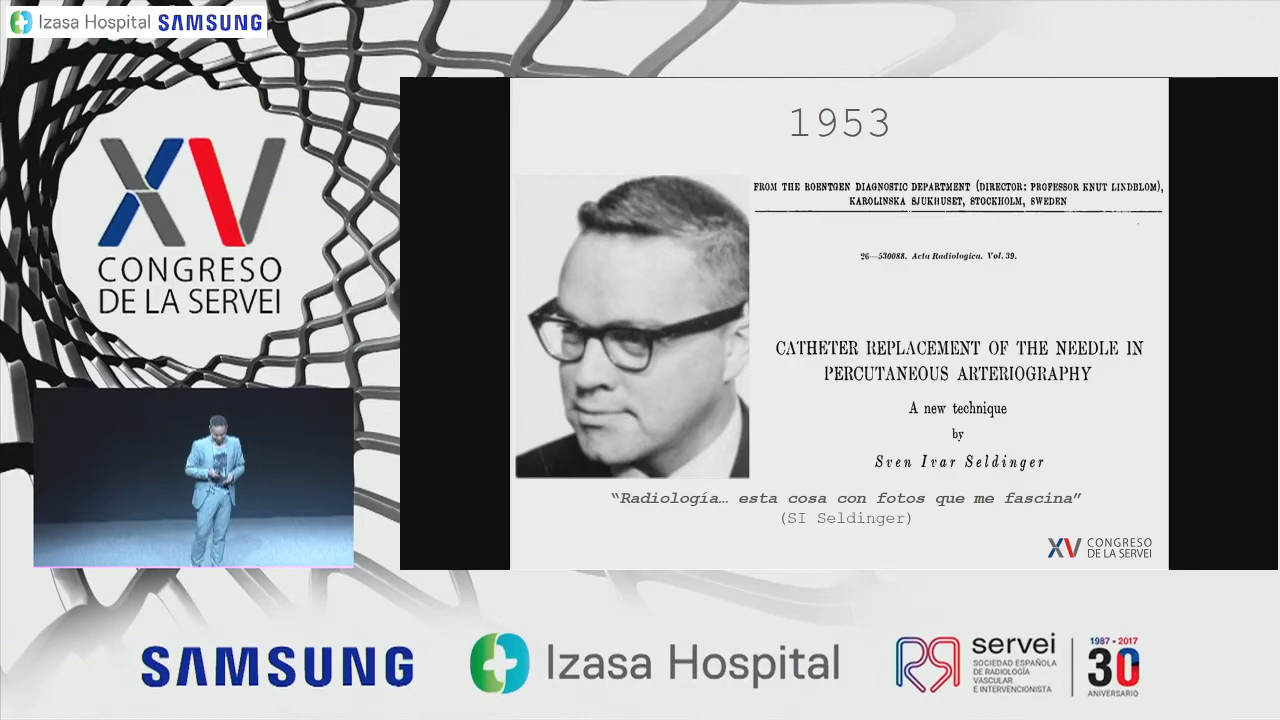 Izasa Hospital SAMSUNG
XV
CONGRESO
DE LA SERVEI
1953
FROM THE ROENTGEN DIAGNOSTIC DEPARTMENT (DIRECTOR: PROFESSOR KNUT LINDBLOM),
KAROLINSKA SJUKHUSET, STOCKHOLM, SWEDEN
26—530088. Acta Radiologica. Vol. 39.
CATHETER REPLACEMENT OF THE NEEDLE IN
PERCUTANEOUS ARTERIOGRAPHY
A new technique
by
Sven Ivar Seldinger
“Radiología… esta cosa con fotos que me fascina”
(SI Seldinger)
XV CONGRESO
DE LA SERVEI
SAMSUNG
Izasa Hospital
servei
SOCIEDAD ESPAÑOLA
DE RADIOLOGÍA
VASCULAR
E INTERVENCIONISTA
1987 - 2017
30
ANIVERSARIO